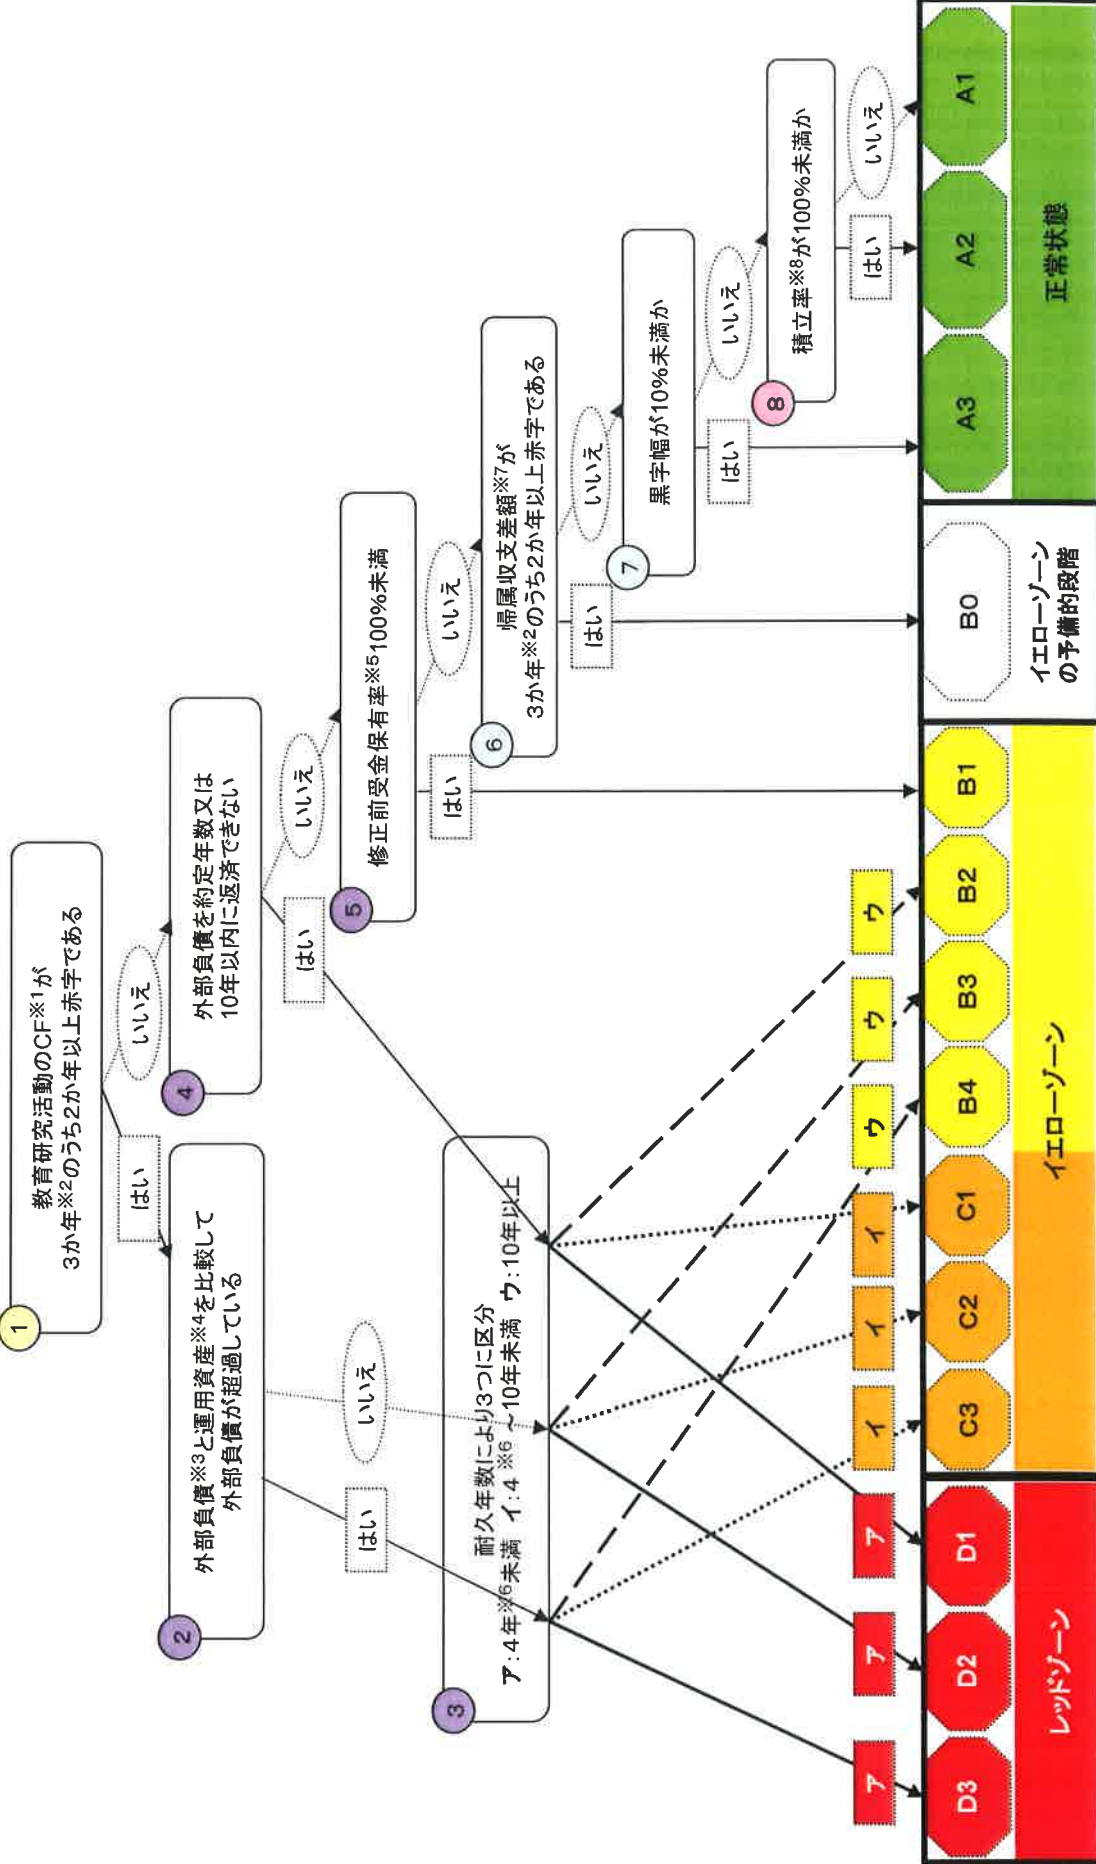 1
教育研究活動のCF※1が
3か年※2のうち2か年以上赤字である
はい
いいえ
2
外部負債※3と運用資産※4を比較して
外部負債が超過している
はい
いいえ
4
外部負債を約定年数又は
10年以内に返済できない
はい
いいえ
3
耐久年数により3つに区分
ア:4年※6未満 イ:4※6~10年未満 ウ:10年以上
5
修正前受金保有率※5100%未満
はい
いいえ
6
帰属収支差額※7が
3か年※2のうち2か年以上赤字である
はい
いいえ
7
黒字幅が10%未満か
はい
いいえ
8
積立率※8が100%未満か
はい
いいえ
ア
ア
ア
イ
イ
イ
ウ
ウ
ウ
D3
D2
D1
C3
C2
C1
B4
B3
B2
B1
B0
A3
A2
A1
レッドゾーン
イエローゾーン
イエローゾーン
の予備的段階
正常状態